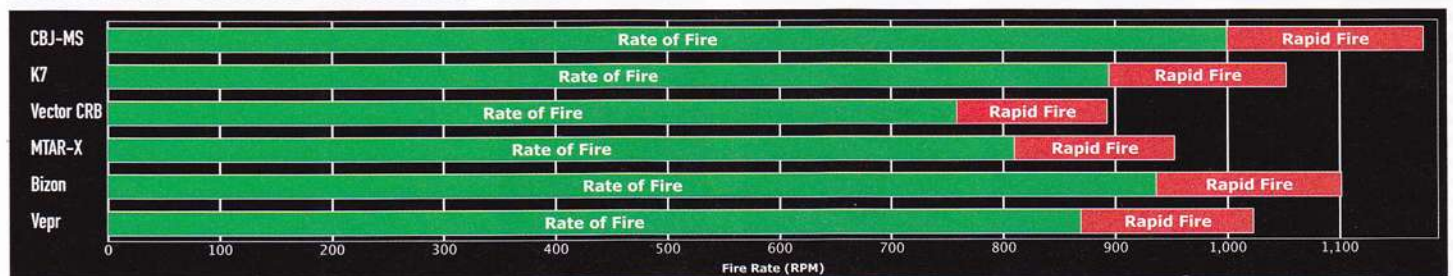 CBJ-MS Rate of Fire Rapid Fire
K7 Rate of Fire Rapid Fire
Vector CRB Rate of Fire Rapid Fire
MTAR-X Rate of Fire Rapid Fire
Bizon Rate of Fire Rapid Fire
Vepr Rate of Fire Rapid Fire
0 100 200 300 400 500 600 700 800 900 1,000 1,100
Fire Rate (RPM)